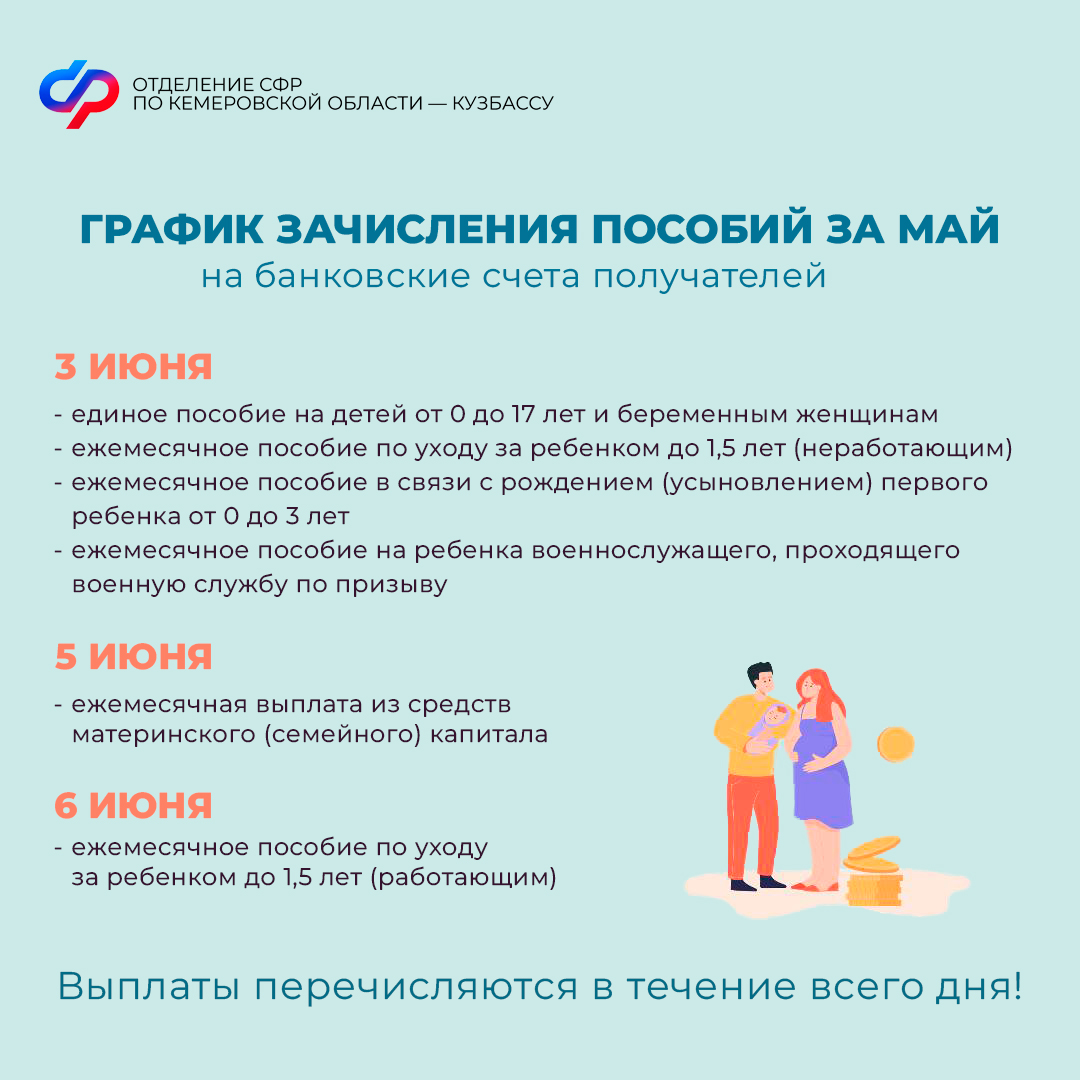 ОТДЕЛЕНИЕ СФР
ПО КЕМЕРОВСКОЙ ОБЛАСТИ — КУЗБАССУ
ГРАФИК ЗАЧИСЛЕНИЯ ПОСОБИЙ ЗА МАЙ
на банковские счета получателей
3 ИЮНЯ
- единое пособие на детей от 0 до 17 лет и беременным женщинам
- ежемесячное пособие по уходу за ребенком до 1,5 лет (неработающим)
- ежемесячное пособие в связи с рождением (усыновлением) первого
ребенка от 0 до 3 лет
- ежемесячное пособие на ребенка военнослужащего, проходящего
военную службу по призыву
5 ИЮНЯ
- ежемесячная выплата из средств
материнского (семейного) капитала
6 ИЮНЯ
- ежемесячное пособие по уходу
за ребенком до 1,5 лет (работающим)
Выплаты перечисляются в течение всего дня!